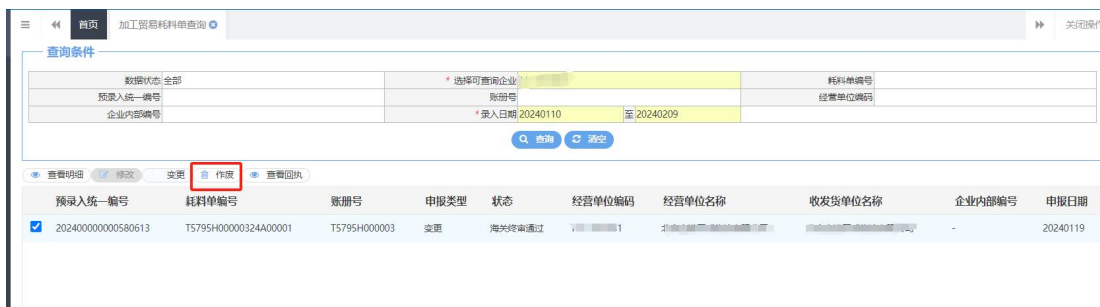 首页 加工贸易耗料单查询 关闭操作
查询条件
数据状态 全部 * 选择可查询企业 耗料单编号
预录入统一编号 账册号 经营单位编码
企业内部编号 * 录入日期 20240110 至 20240209
查询 清空
查看明细 修改 变更 作废 查看回执
预录入统一编号 耗料单编号 账册号 申报类型 状态 经营单位编码 经营单位名称 收发货单位名称 企业内部编号 申报日期
202400000000580613 T5795H00000324A00001 T5795H000003 变更 海关终审通过 - 20240119